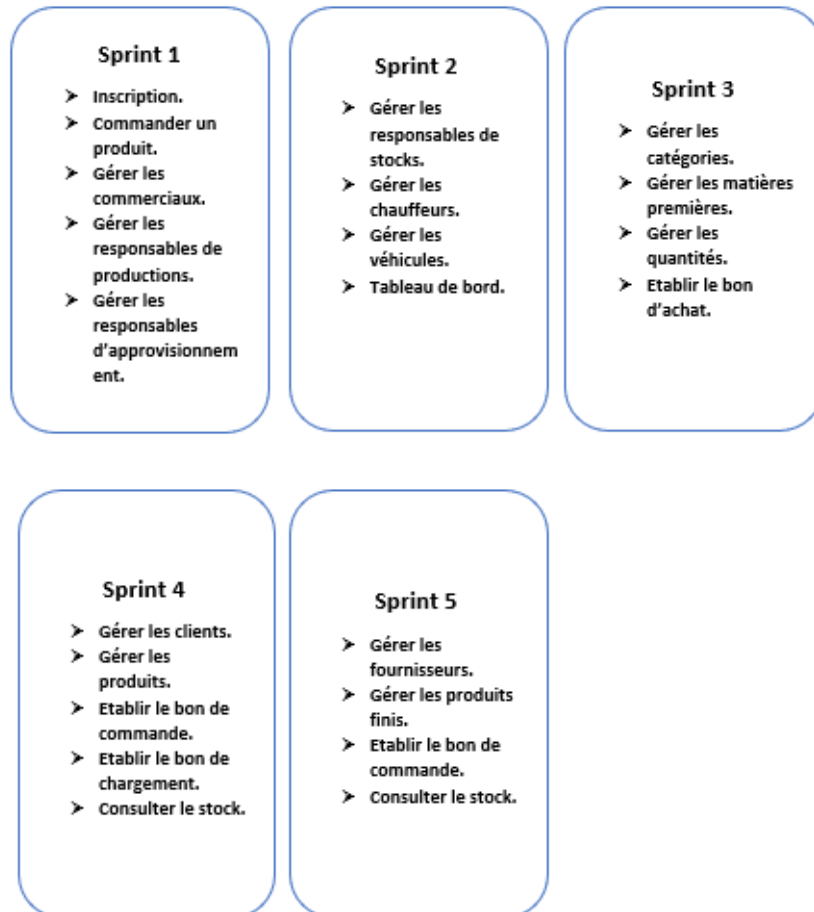 Sprint 1
➤ Inscription.
➤ Commander un
produit.
➤ Gérer les
commerciaux.
➤ Gérer les
responsables de
productions.
➤ Gérer les
responsables
d'approvisionnem
ent.
Sprint 2
➤ Gérer les
responsables de
stocks.
➤ Gérer les
chauffeurs.
➤ Gérer les
véhicules.
➤ Tableau de bord.
Sprint 3
➤ Gérer les
catégories.
➤ Gérer les matières
premières.
➤ Gérer les
quantités.
➤ Etablir le bon
d'achat.
Sprint 4
➤ Gérer les clients.
➤ Gérer les
produits.
➤ Etablir le bon de
commande.
➤ Etablir le bon de
chargement.
➤ Consulter le stock.
Sprint 5
➤ Gérer les
fournisseurs.
➤ Gérer les produits
finis.
➤ Etablir le bon de
commande.
➤ Consulter le stock.